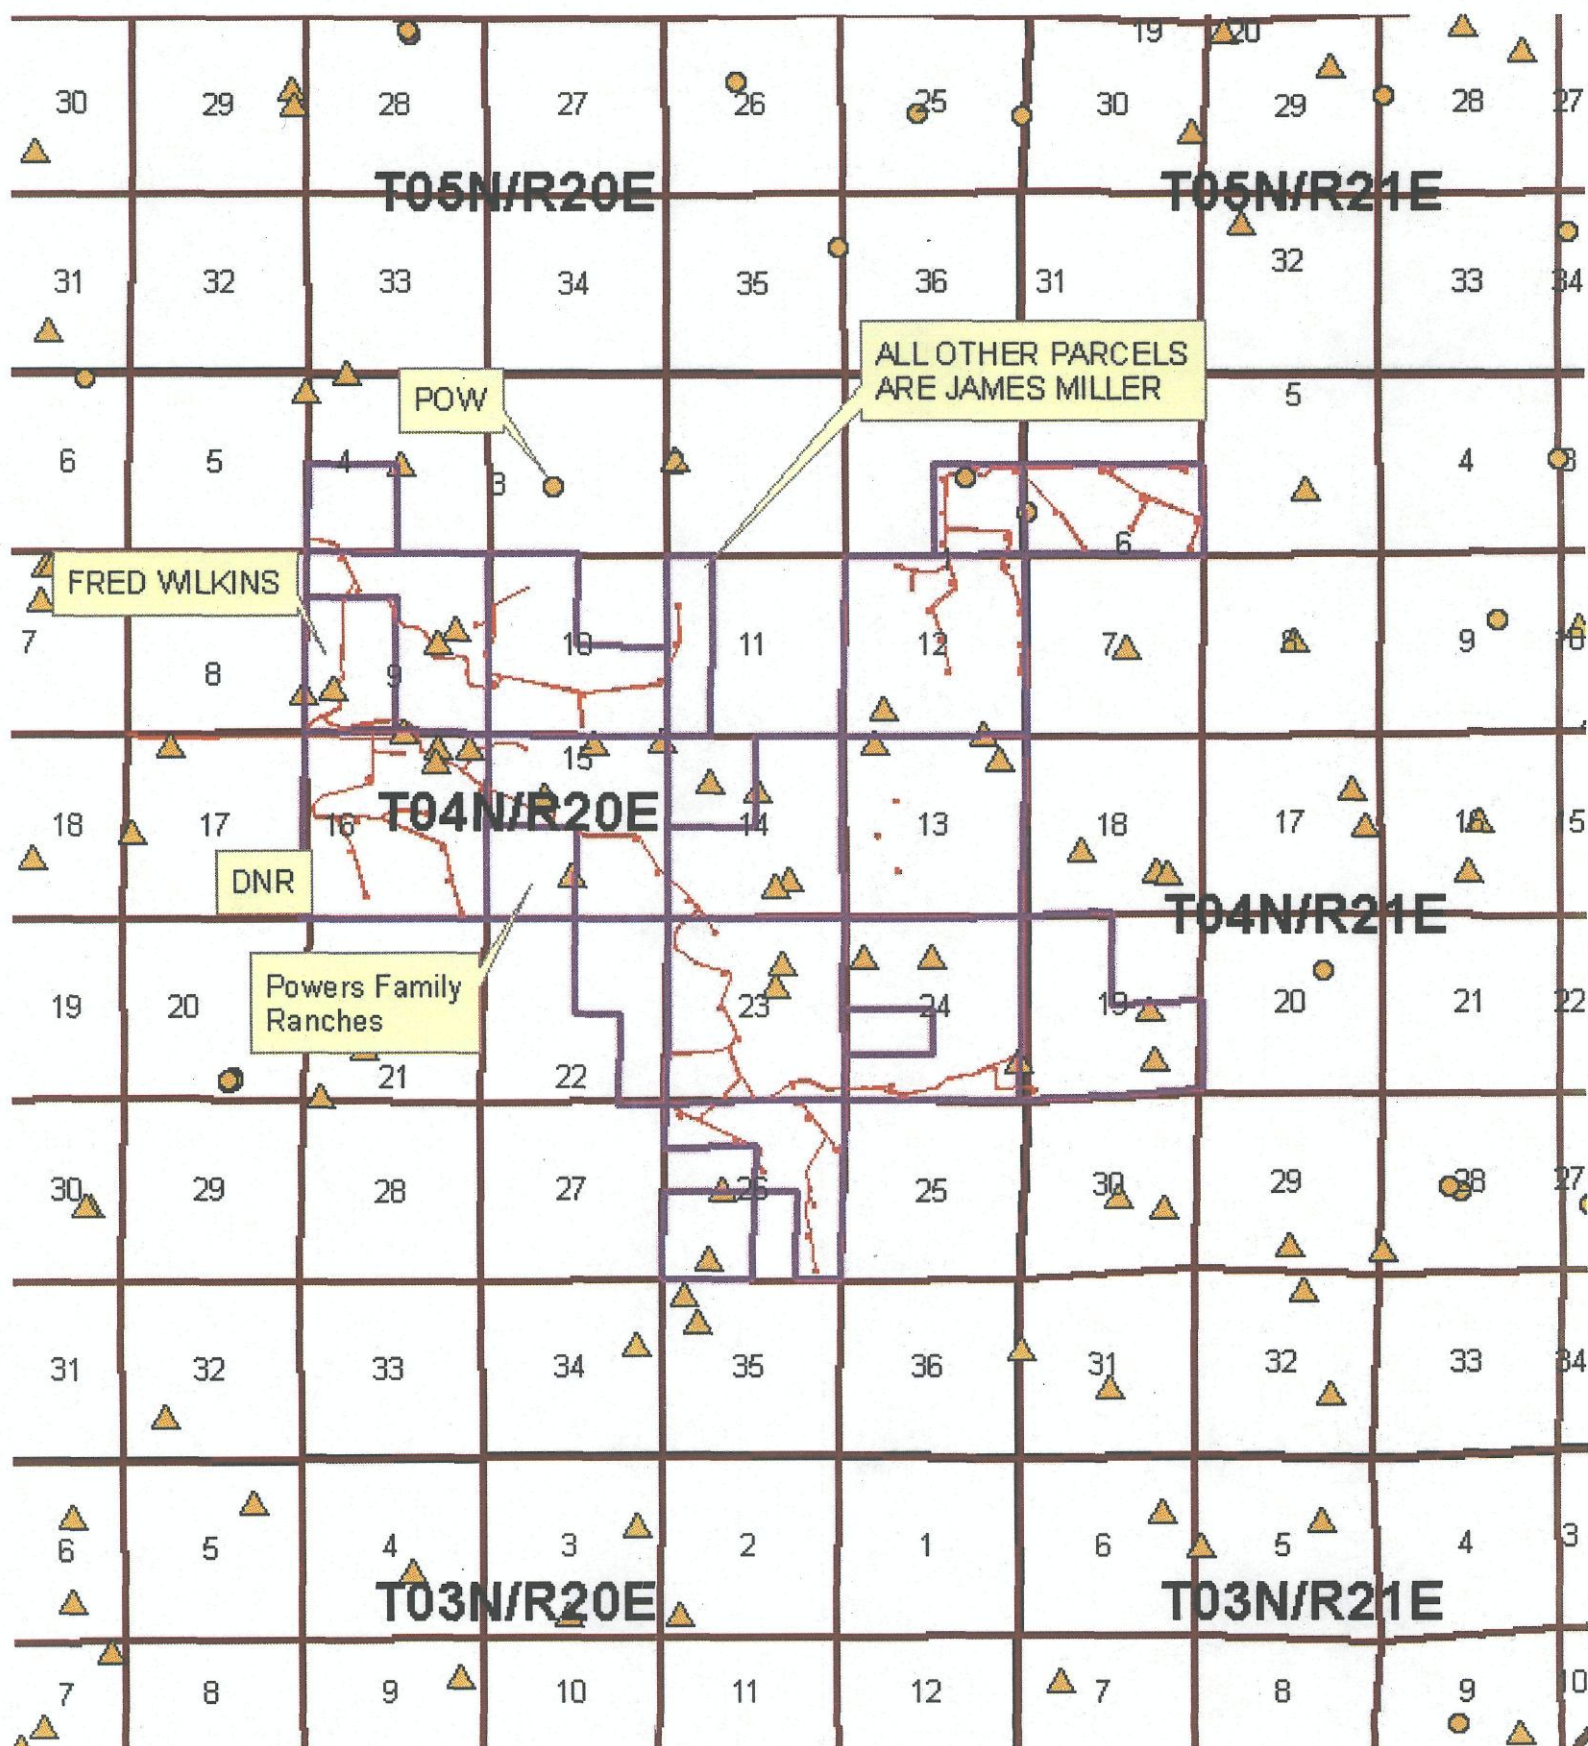 19 20
30 29 28 27 26 25 30 29 28 27
T05N/R20E T05N/R21E
31 32 33 34 35 36 31 32 33 34
ALL OTHER PARCELS
ARE JAMES MILLER
POW
5
6 5 4 3 4 3
6
FRED WILKINS
7 8 9 10 11 12 7 8 9 10
15
T04N/R20E
18 17 16 14 13 18 17 16 15
DNR
T04N/R21E
Powers Family
Ranches
19 20 23 24 19 20 21 22
21 22
30 29 28 27 26 25 30 29 28 27
31 32 33 34 35 36 31 32 33 34
6 5 4 3 2 1 6 5 4 3
T03N/R20E T03N/R21E
7 8 9 10 11 12 7 8 9 10